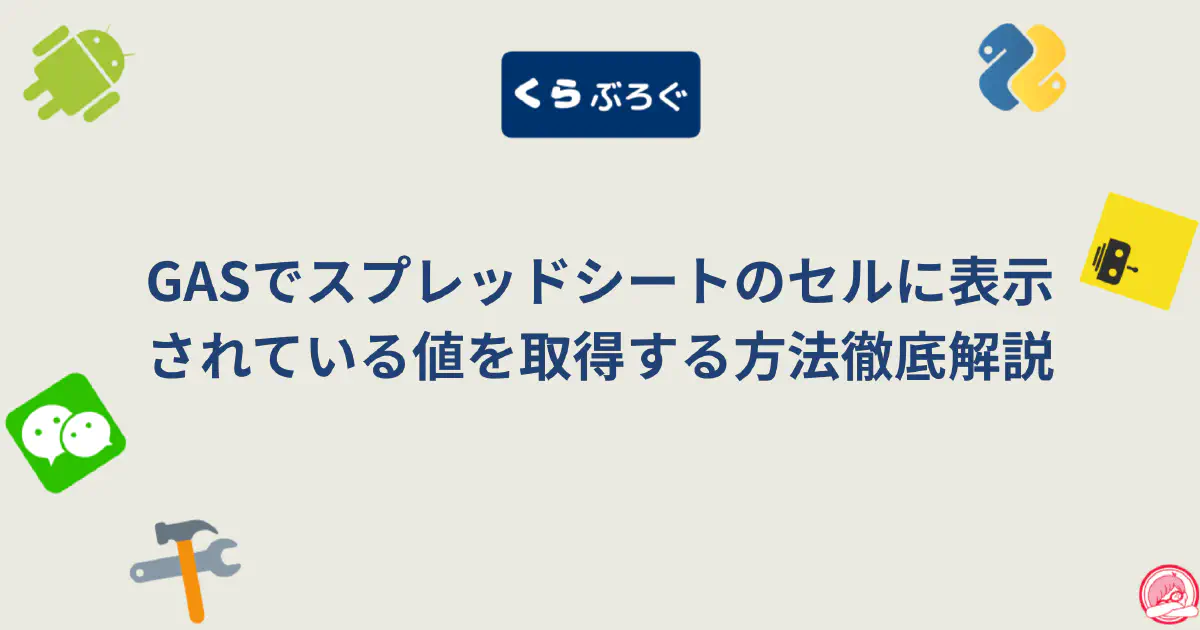 くらぶろぐ
GASでスプレッドシートのセルに表示
されている値を取得する方法徹底解説